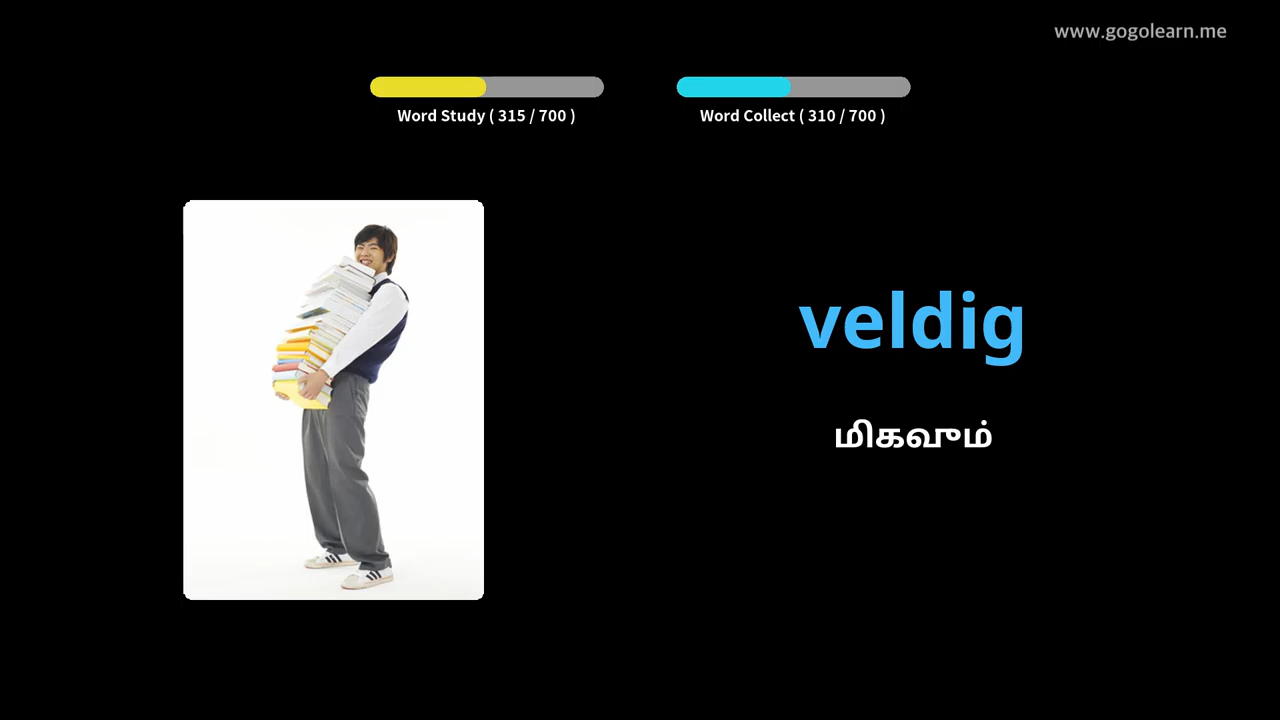 www.gogolearn.me
Word Study ( 315 / 700 )
Word Collect ( 310 / 700 )
veldig
மிகவும்